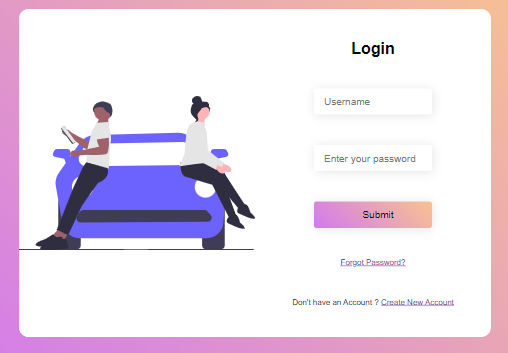 Login
Username
Enter your password
Submit
Forgot Password?
Don't have an Account ? Create New Account